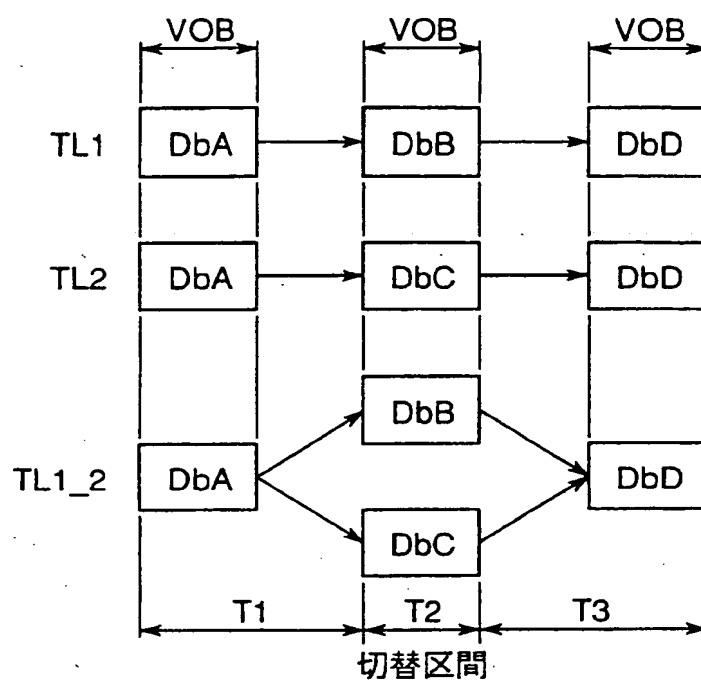 VOB VOB VOB
TL1 DbA DbB DbD
TL2 DbA DbC DbD
DbB
TL1_2 DbA DbD
DbC
T1 T2 T3
切替区間